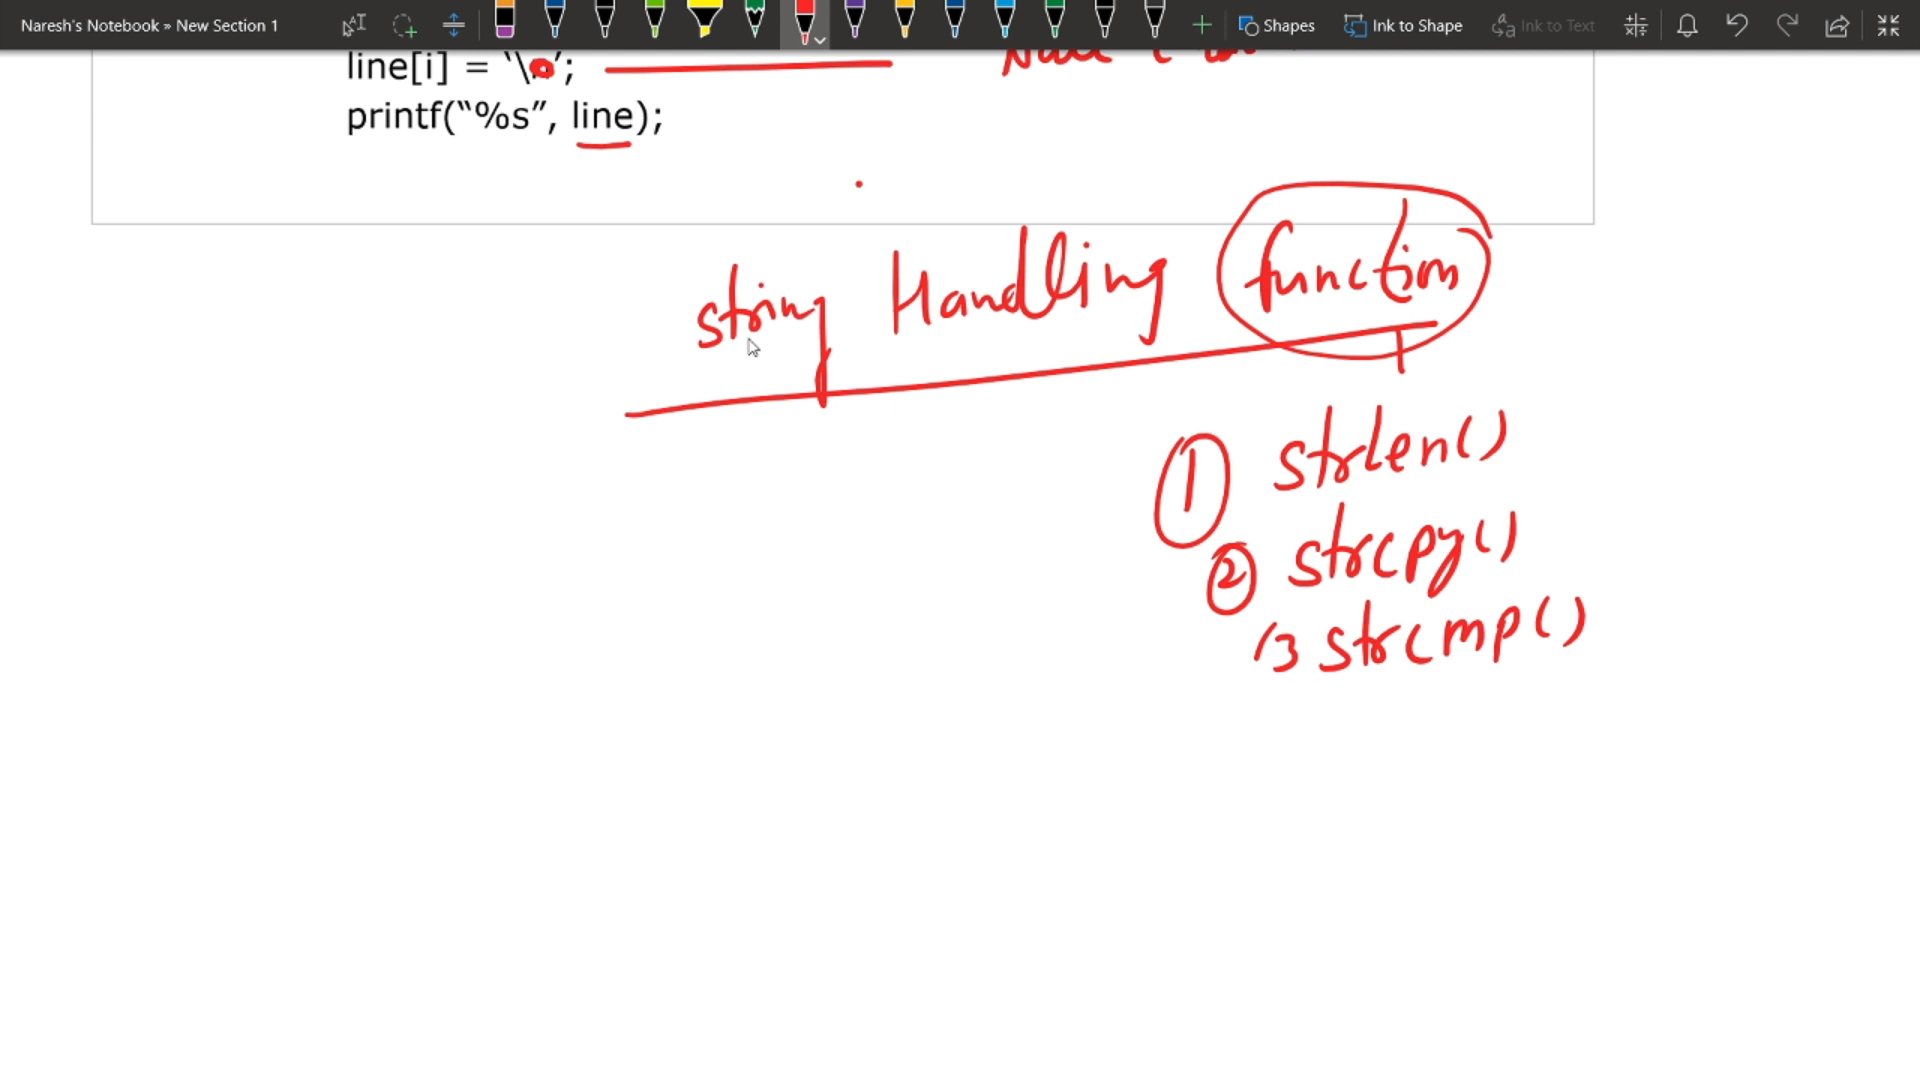 Naresh's Notebook » New Section 1
Shapes
Ink to Shape
Ink to Text
line[i] = ‘\0’;
printf(“%s”, line);
string Handling function
1 strlen()
2 strcpy()
3 strcmp()